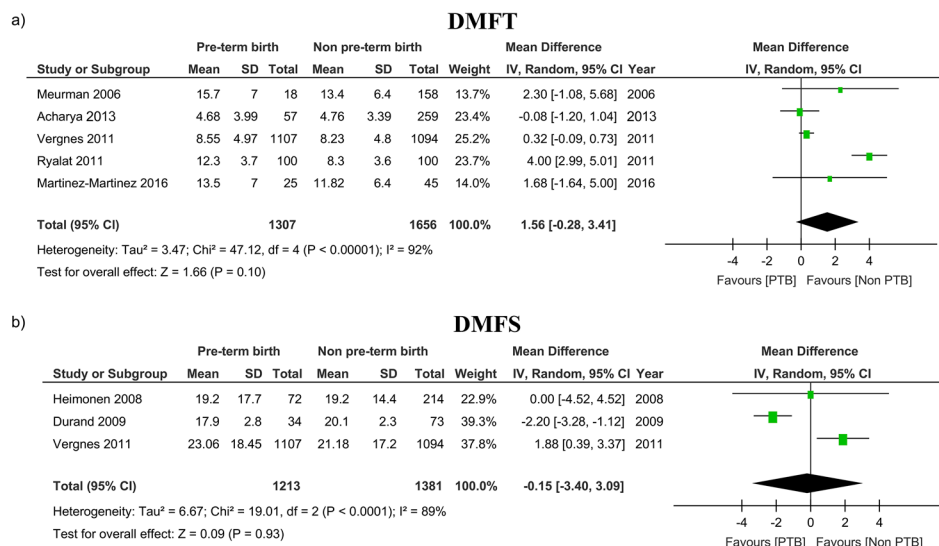 a)
DMFT
Pre-term birth Non pre-term birth Mean Difference Mean Difference
Study or Subgroup Mean SD Total Mean SD Total Weight IV, Random, 95% CI Year IV, Random, 95% CI
Meurman 2006 15.7 7 18 13.4 6.4 158 13.7% 2.30 [-1.08, 5.68] 2006
Acharya 2013 4.68 3.99 57 4.76 3.39 259 23.4% -0.08 [-1.20, 1.04] 2013
Vergnes 2011 8.55 4.97 1107 8.23 4.8 1094 25.2% 0.32 [-0.09, 0.73] 2011
Ryalat 2011 12.3 3.7 100 8.3 3.6 100 23.7% 4.00 [2.99, 5.01] 2011
Martinez-Martinez 2016 13.5 7 25 11.82 6.4 45 14.0% 1.68 [-1.64, 5.00] 2016
Total (95% CI) 1307 1656 100.0% 1.56 [-0.28, 3.41]
Heterogeneity: Tau² = 3.47; Chi² = 47.12, df = 4 (P < 0.00001); I² = 92%
Test for overall effect: Z = 1.66 (P = 0.10)
-4 -2 0 2 4
Favours [PTB] Favours [Non PTB]
b)
DMFS
Pre-term birth Non pre-term birth Mean Difference Mean Difference
Study or Subgroup Mean SD Total Mean SD Total Weight IV, Random, 95% CI Year IV, Random, 95% CI
Heimonen 2008 19.2 17.7 72 19.2 14.4 214 22.9% 0.00 [-4.52, 4.52] 2008
Durand 2009 17.9 2.8 34 20.1 2.3 73 39.3% -2.20 [-3.28, -1.12] 2009
Vergnes 2011 23.06 18.45 1107 21.18 17.2 1094 37.8% 1.88 [0.39, 3.37] 2011
Total (95% CI) 1213 1381 100.0% -0.15 [-3.40, 3.09]
Heterogeneity: Tau² = 6.67; Chi² = 19.01, df = 2 (P < 0.0001); I² = 89%
Test for overall effect: Z = 0.09 (P = 0.93)
-4 -2 0 2 4
Favours [PTB] Favours [Non PTB]